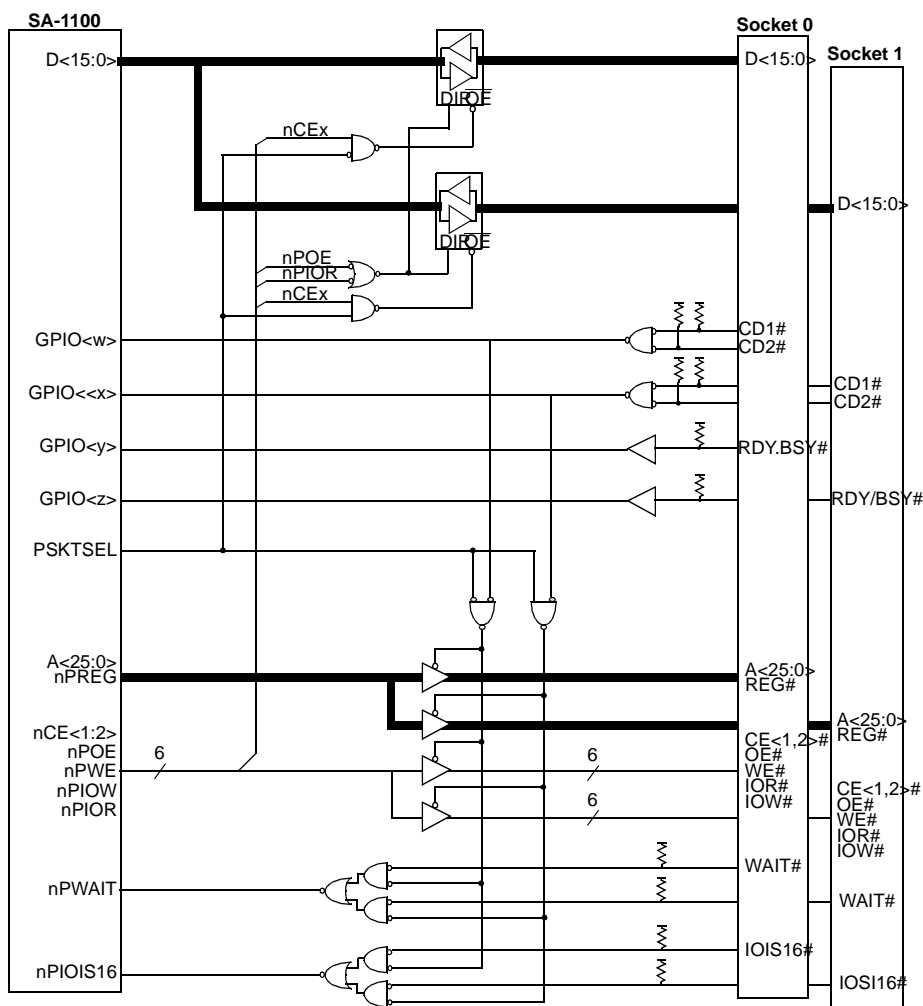 SA-1100
Socket 0
Socket 1
D<15:0>
D<15:0>
DIR OE
nCEx
D<15:0>
DIR OE
nPOE
nPIOR
nCEx
GPIO<w>
CD1#
CD2#
GPIO<<x>
CD1#
CD2#
GPIO<y>
RDY.BSY#
GPIO<z>
RDY/BSY#
PSKTSEL
A<25:0>
nPREG
A<25:0>
REG#
A<25:0>
REG#
nCE<1:2>
nPOE
nPWE
nPIOW
nPIOR
6
6
6
CE<1,2>#
OE#
WE#
IOR#
IOW#
CE<1,2>#
OE#
WE#
IOR#
IOW#
nPWAIT
WAIT#
WAIT#
nPIOIS16
IOIS16#
IOSI16#